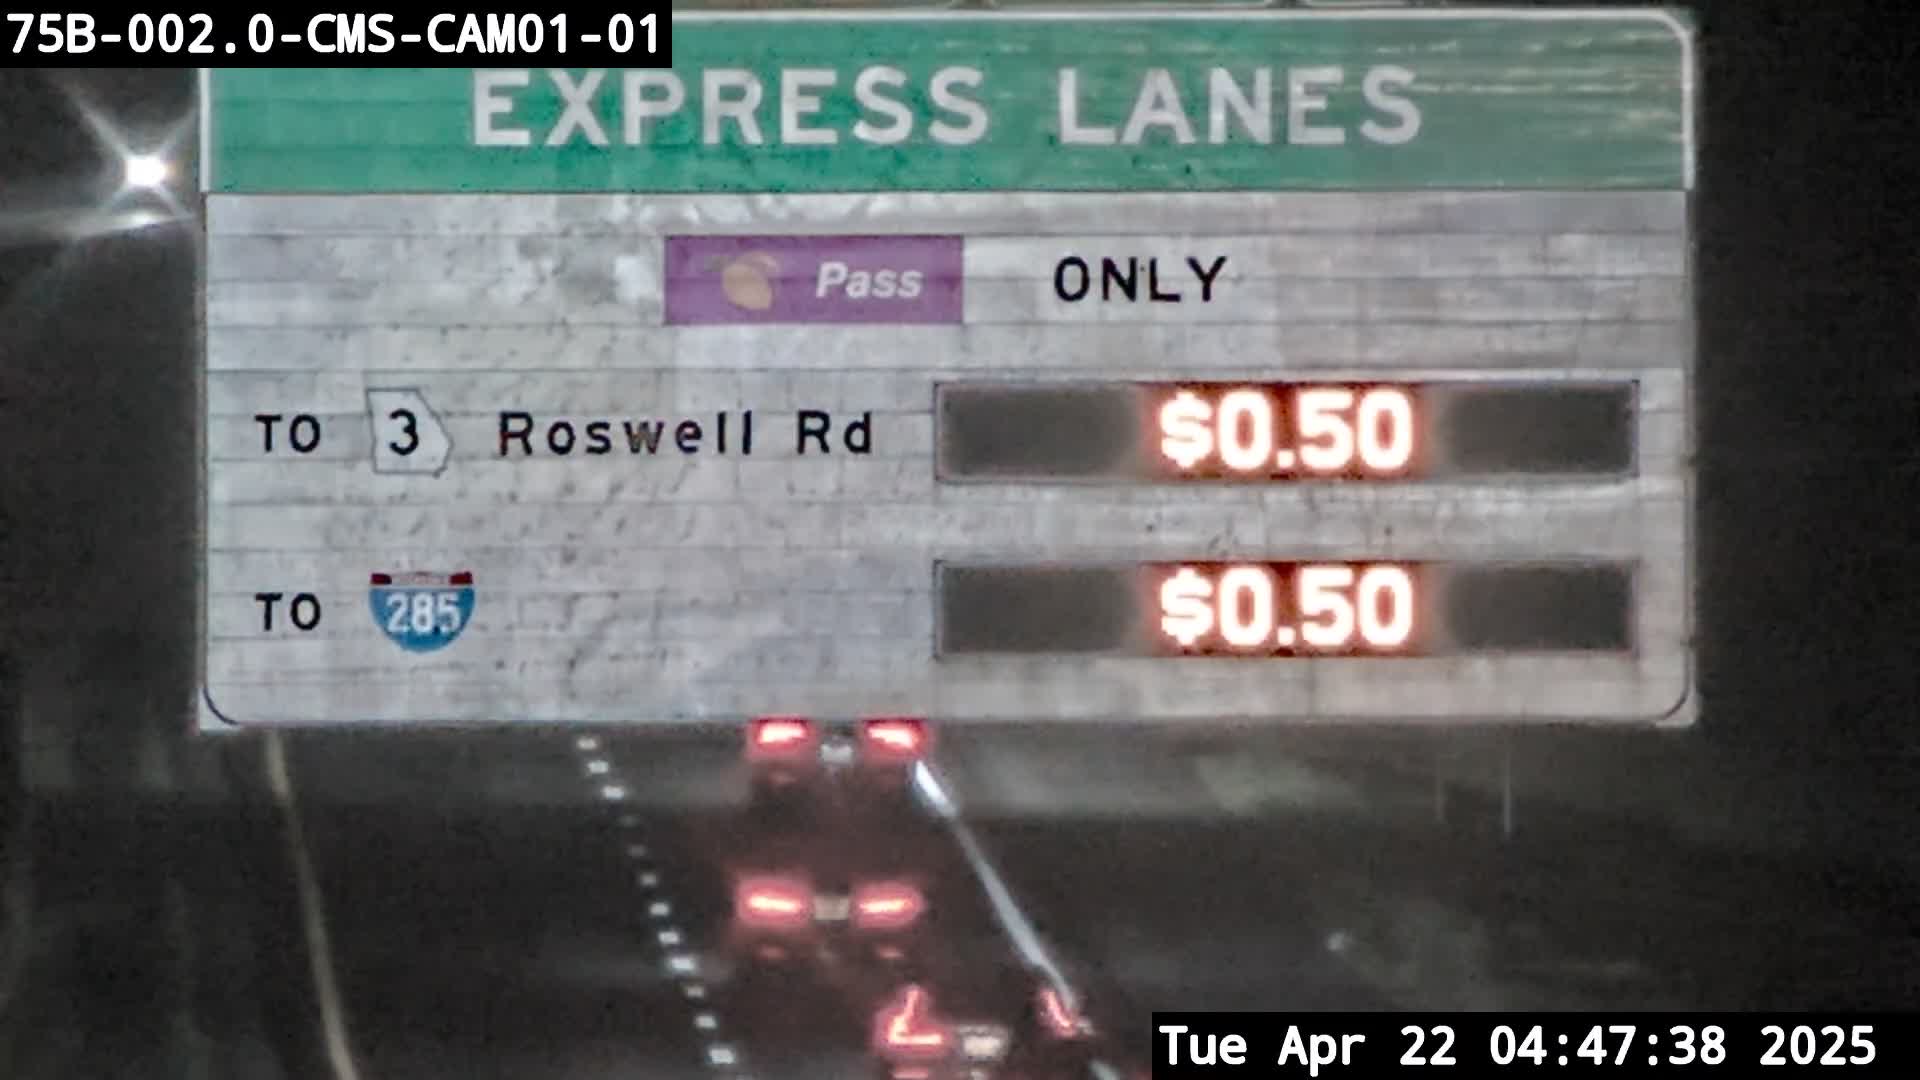 75B-002.0-CMS-CAM01-01
EXPRESS LANES
Pass ONLY
TO 3 Roswell Rd $0.50
TO 285 $0.50
Tue Apr 22 04:47:38 2025